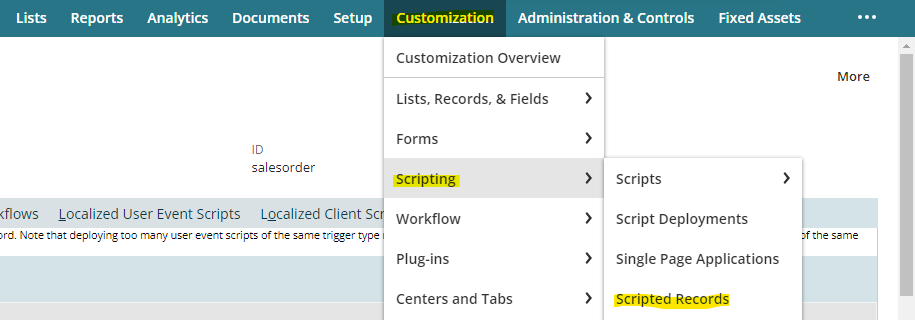 Lists Reports Analytics Documents Setup Customization Administration & Controls Fixed Assets
Customization Overview
More
Lists, Records, & Fields
Forms
ID
salesorder
Scripting
Scripts
kflows Localized User Event Scripts Localized Client Scr
Workflow
Script Deployments
ord. Note that deploying too many user event scripts of the same trigger type
of the same
Plug-ins
Single Page Applications
Centers and Tabs
Scripted Records